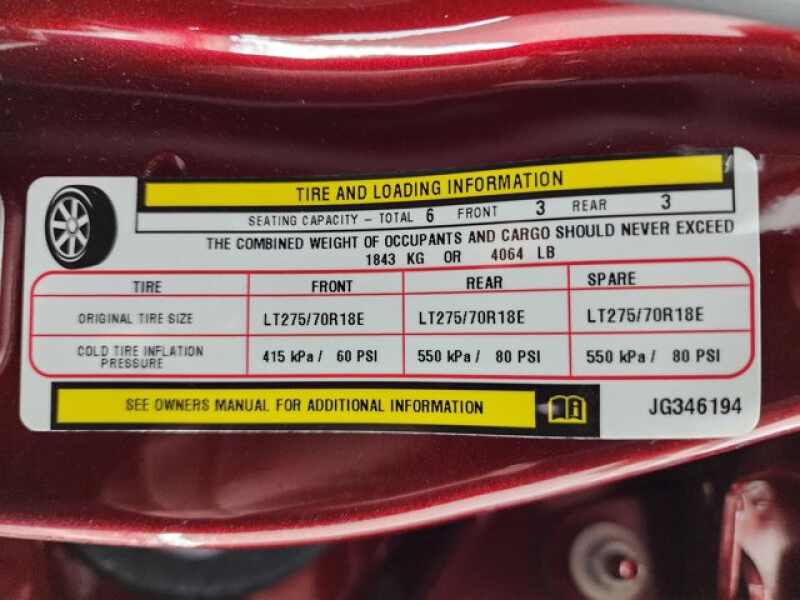 TIRE AND LOADING INFORMATION
SEATING CAPACITY - TOTAL 6 FRONT 3 REAR 3
THE COMBINED WEIGHT OF OCCUPANTS AND CARGO SHOULD NEVER EXCEED
1843 KG OR 4064 LB
TIRE FRONT REAR SPARE
ORIGINAL TIRE SIZE LT275/70R18E LT275/70R18E LT275/70R18E
COLD TIRE INFLATION
PRESSURE 415 kPa / 60 PSI 550 kPa / 80 PSI 550 kPa / 80 PSI
SEE OWNERS MANUAL FOR ADDITIONAL INFORMATION JG346194